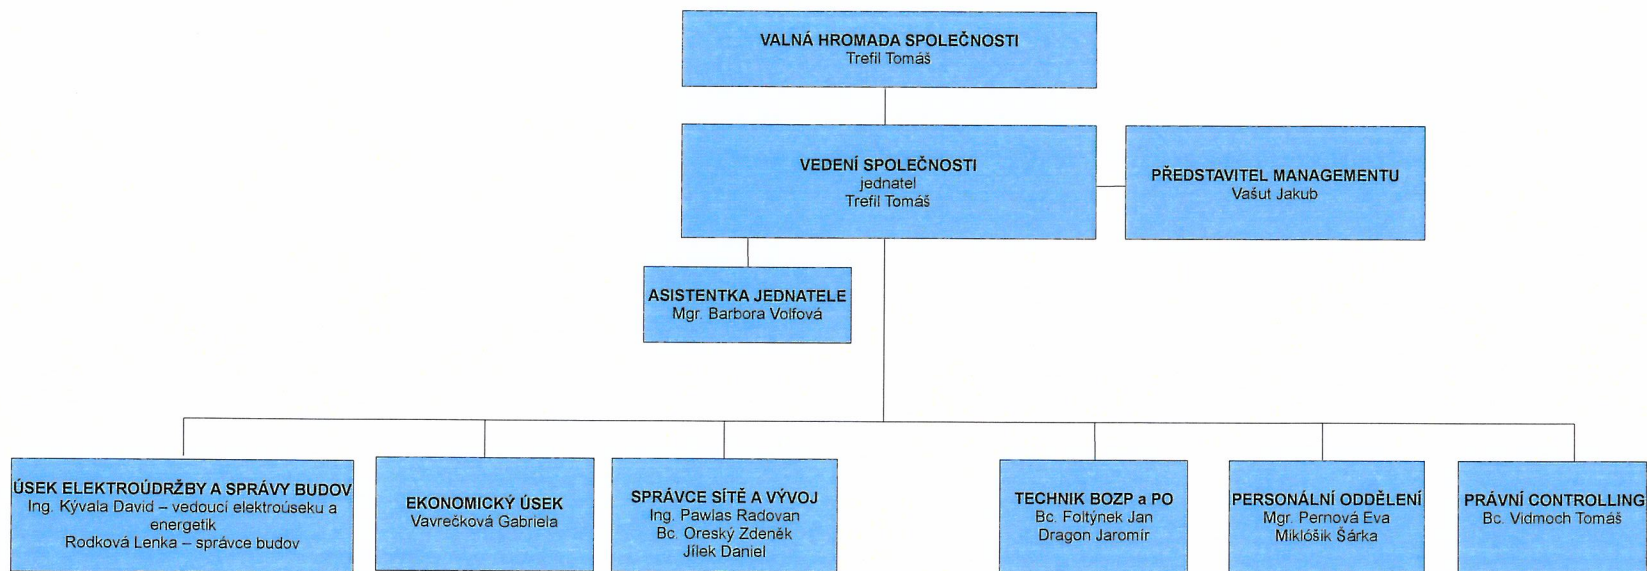 VALNÁ HROMADA SPOLEČNOSTI
Trefil Tomáš
VEDENÍ SPOLEČNOSTI
jednatel
Trefil Tomáš
PŘEDSTAVITEL MANAGEMENTU
Vašut Jakub
ASISTENTKA JEDNATELE
Mgr. Barbora Volfová
ÚSEK ELEKTROÚDRŽBY A SPRÁVY BUDOV
Ing. Kývala David – vedoucí elektroúseku a
energetik
Rodková Lenka – správce budov
EKONOMICKÝ ÚSEK
Vavrečková Gabriela
SPRÁVCE SÍTĚ A VÝVOJ
Ing. Pawlas Radovan
Bc. Oreský Zdeněk
Jílek Daniel
TECHNIK BOZP a PO
Bc. Foltýnek Jan
Dragon Jaromír
PERSONÁLNÍ ODDĚLENÍ
Mgr. Pernová Eva
Miklóšik Šárka
PRÁVNÍ CONTROLLING
Bc. Vidmoch Tomáš